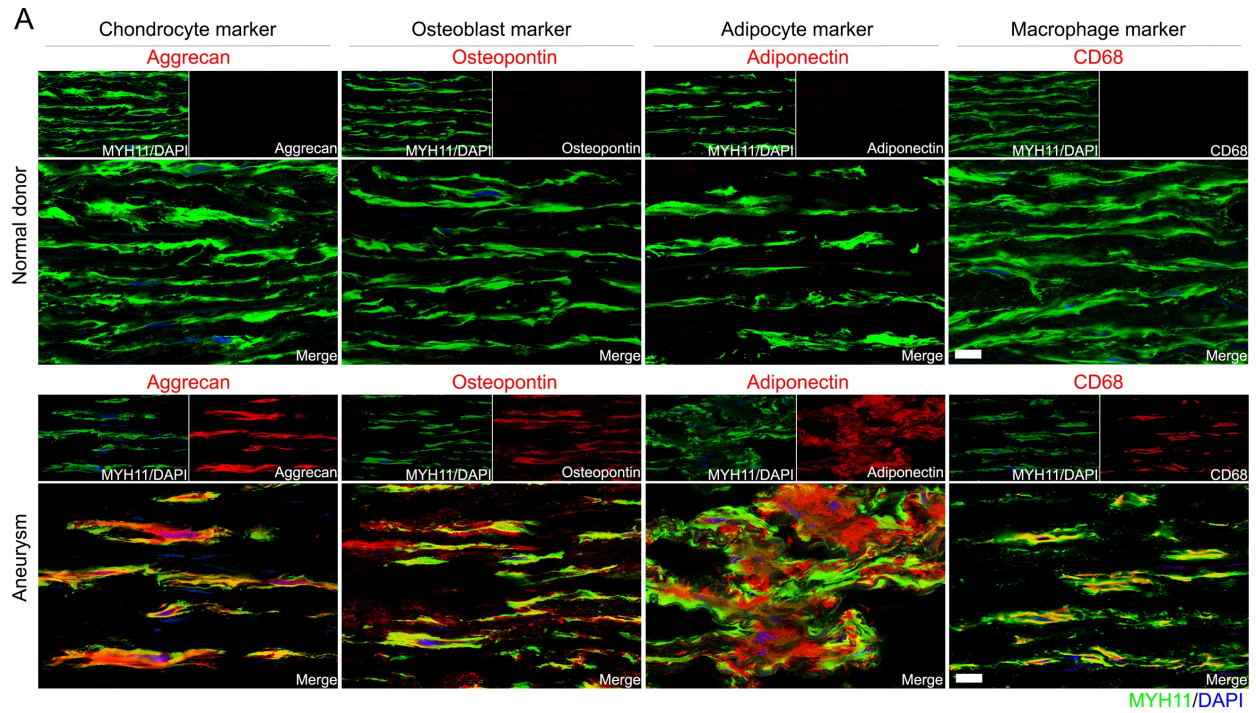 A
Chondrocyte marker Osteoblast marker Adipocyte marker Macrophage marker
Aggrecan Osteopontin Adiponectin CD68
MYH11/DAPI Aggrecan MYH11/DAPI Osteopontin MYH11/DAPI Adiponectin MYH11/DAPI CD68
Normal donor
Merge Merge Merge Merge
Aggrecan Osteopontin Adiponectin CD68
MYH11/DAPI Aggrecan MYH11/DAPI Osteopontin MYH11/DAPI Adiponectin MYH11/DAPI CD68
Aneurysm
Merge Merge Merge Merge
MYH11/DAPI